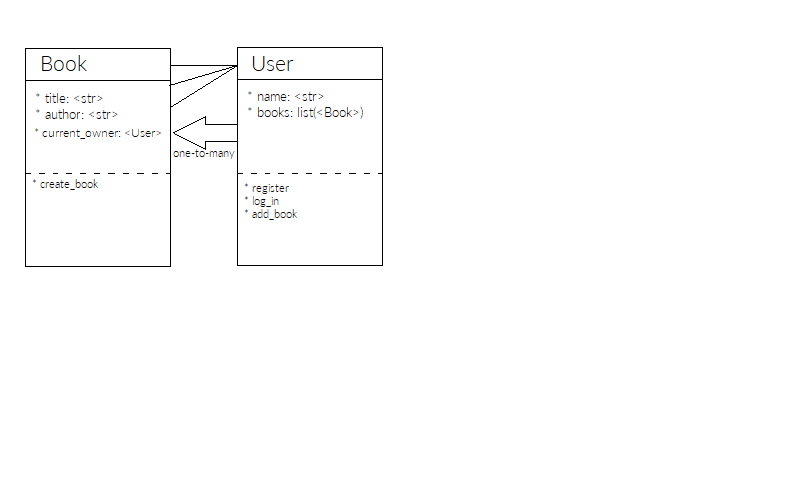 Book
* title: <str>
* author: <str>
* current_owner: <User>
* create_book
one-to-many
User
* name: <str>
* books: list(<Book>)
* register
* log_in
* add_book